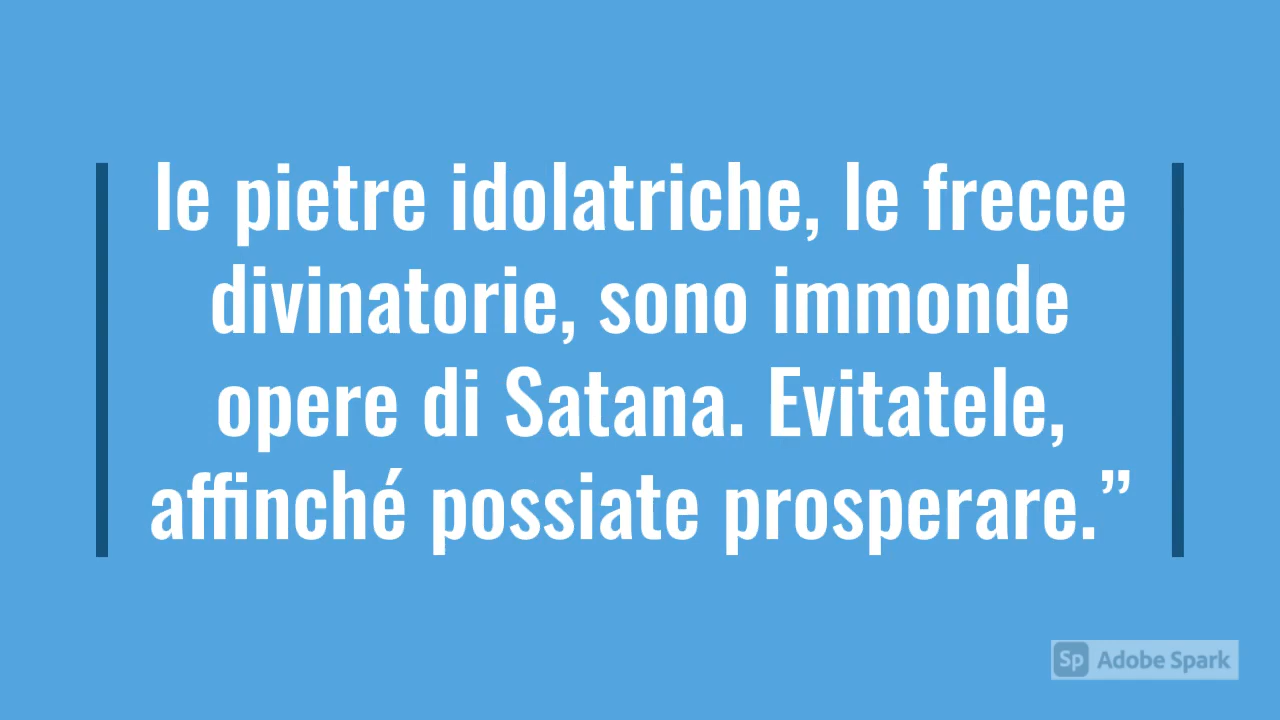 le pietre idolatriche, le frecce
divinatorie, sono immonde
opere di Satana. Evitatele,
affinché possiate prosperare.”
Sp Adobe Spark